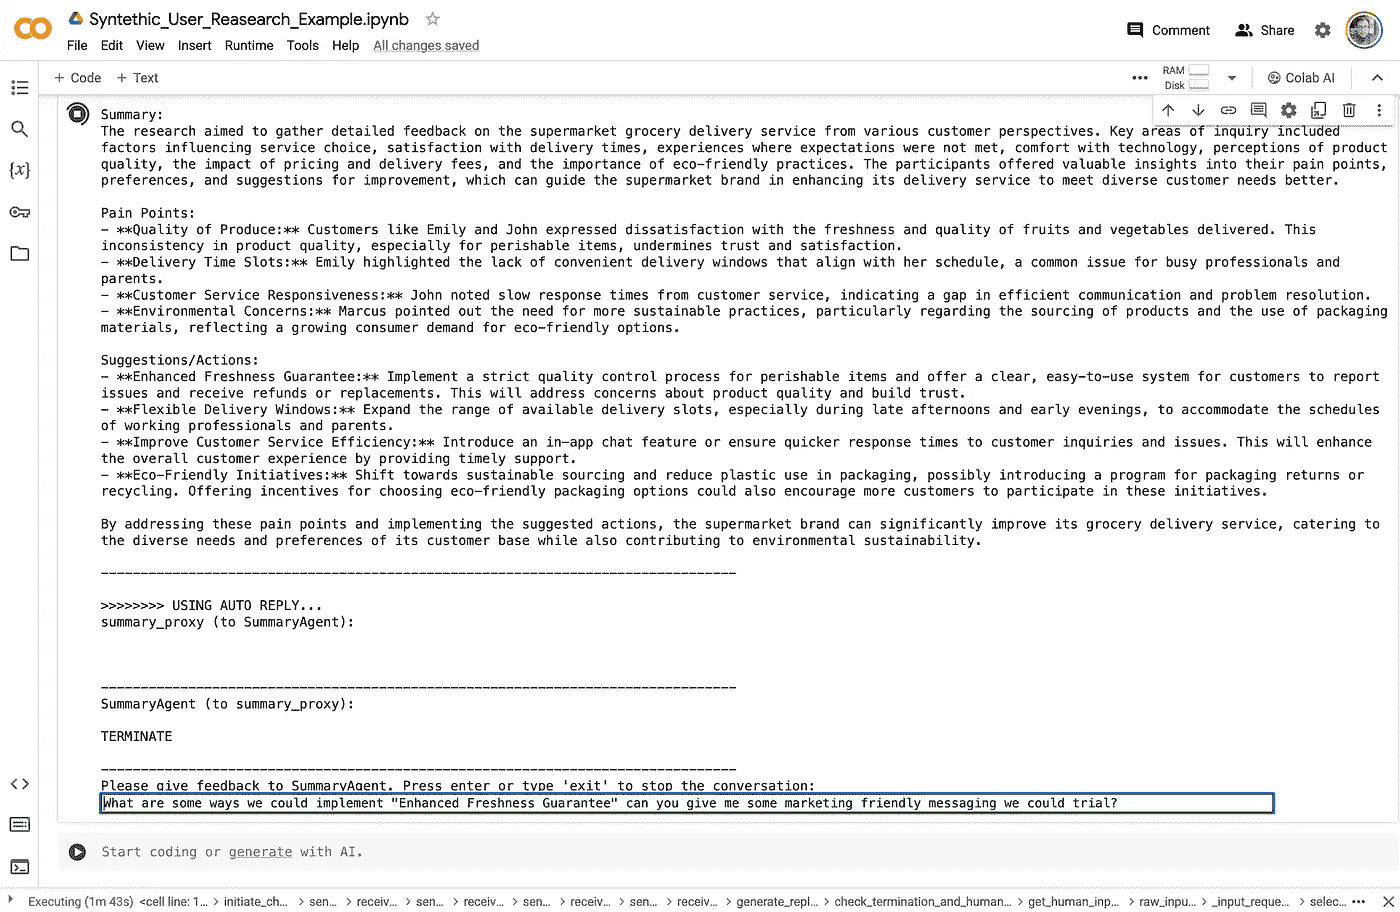 Syntethic_User_Reasearch_Example.ipynb
File Edit View Insert Runtime Tools Help All changes saved
Comment Share
+ Code + Text
RAM
Disk
Colab AI
Summary:
The research aimed to gather detailed feedback on the supermarket grocery delivery service from various customer perspectives. Key areas of inquiry included
factors influencing service choice, satisfaction with delivery times, experiences where expectations were not met, comfort with technology, perceptions of product
quality, the impact of pricing and delivery fees, and the importance of eco-friendly practices. The participants offered valuable insights into their pain points,
preferences, and suggestions for improvement, which can guide the supermarket brand in enhancing its delivery service to meet diverse customer needs better.
Pain Points:
- **Quality of Produce:** Customers like Emily and John expressed dissatisfaction with the freshness and quality of fruits and vegetables delivered. This
inconsistency in product quality, especially for perishable items, undermines trust and satisfaction.
- **Delivery Time Slots:** Emily highlighted the lack of convenient delivery windows that align with her schedule, a common issue for busy professionals and
parents.
- **Customer Service Responsiveness:** John noted slow response times from customer service, indicating a gap in efficient communication and problem resolution.
- **Environmental Concerns:** Marcus pointed out the need for more sustainable practices, particularly regarding the sourcing of products and the use of packaging
materials, reflecting a growing consumer demand for eco-friendly options.
Suggestions/Actions:
- **Enhanced Freshness Guarantee:** Implement a strict quality control process for perishable items and offer a clear, easy-to-use system for customers to report
issues and receive refunds or replacements. This will address concerns about product quality and build trust.
- **Flexible Delivery Windows:** Expand the range of available delivery slots, especially during late afternoons and early evenings, to accommodate the schedules
of working professionals and parents.
- **Improve Customer Service Efficiency:** Introduce an in-app chat feature or ensure quicker response times to customer inquiries and issues. This will enhance
the overall customer experience by providing timely support.
- **Eco-Friendly Initiatives:** Shift towards sustainable sourcing and reduce plastic use in packaging, possibly introducing a program for packaging returns or
recycling. Offering incentives for choosing eco-friendly packaging options could also encourage more customers to participate in these initiatives.
By addressing these pain points and implementing the suggested actions, the supermarket brand can significantly improve its grocery delivery service, catering to
the diverse needs and preferences of its customer base while also contributing to environmental sustainability.
--------------------------------------------------------------------------------
>>>>>>>> USING AUTO REPLY...
summary_proxy (to SummaryAgent):
--------------------------------------------------------------------------------
SummaryAgent (to summary_proxy):
TERMINATE
--------------------------------------------------------------------------------
Please give feedback to SummaryAgent. Press enter or type 'exit' to stop the conversation:
What are some ways we could implement "Enhanced Freshness Guarantee" can you give me some marketing friendly messaging we could trial?
Start coding or generate with AI.
Executing (1m 43s) <cell line: 1... > initiate_ch... > sen... > receiv... > sen... > receiv... > sen... > receiv... > sen... > receiv... > generate_repl... > check_termination_and_human... > get_human_inp... > raw_inpu... > _input_reque... > selec...